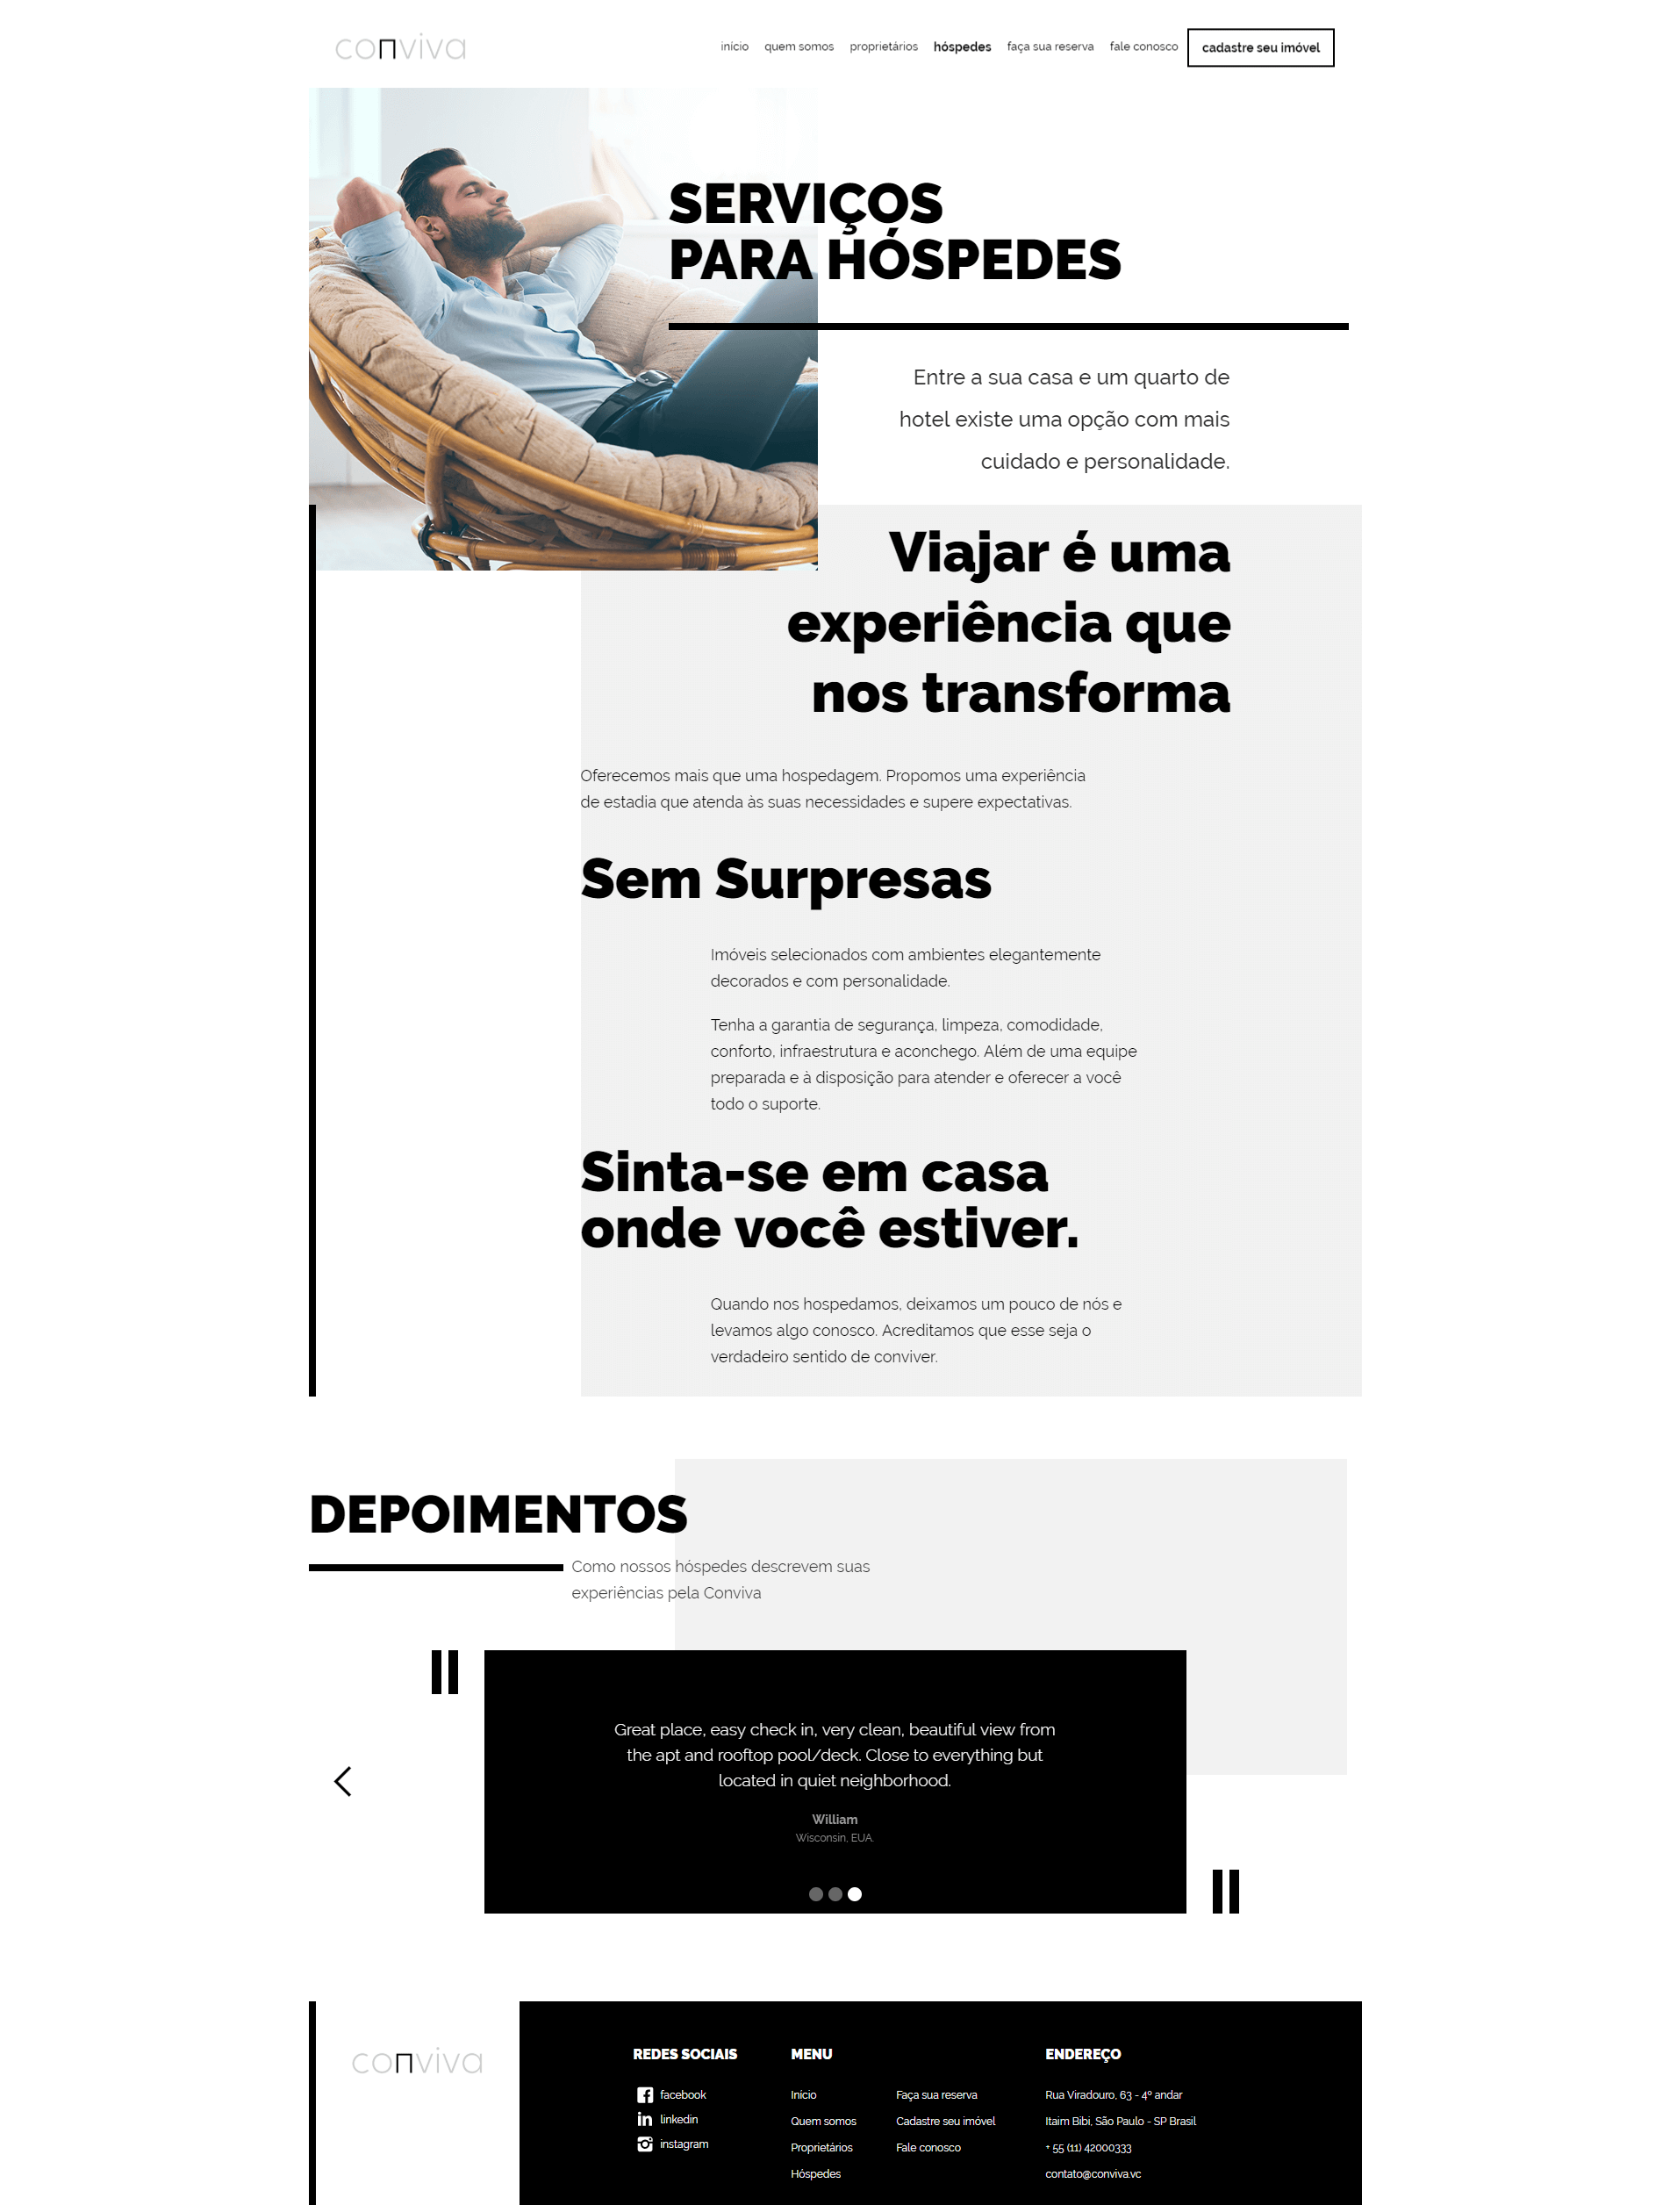 conviva
início quem somos proprietários hóspedes faça sua reserva fale conosco cadastre seu imóvel
SERVIÇOS
PARA HÓSPEDES
Entre a sua casa e um quarto de
hotel existe uma opção com mais
cuidado e personalidade.
Viajar é uma
experiência que
nos transforma
Oferecemos mais que uma hospedagem. Propomos uma experiência
de estadia que atenda às suas necessidades e supere expectativas.
Sem Surpresas
Imóveis selecionados com ambientes elegantemente
decorados e com personalidade.
Tenha a garantia de segurança, limpeza, comodidade,
conforto, infraestrutura e aconchego. Além de uma equipe
preparada e à disposição para atender e oferecer a você
todo o suporte.
Sinta-se em casa
onde você estiver.
Quando nos hospedamos, deixamos um pouco de nós e
levamos algo conosco. Acreditamos que esse seja o
verdadeiro sentido de conviver.
DEPOIMENTOS
Como nossos hóspedes descrevem suas
experiências pela Conviva
Great place, easy check in, very clean, beautiful view from
the apt and rooftop pool/deck. Close to everything but
located in quiet neighborhood.
William
Wisconsin, EUA.
conviva
REDES SOCIAIS
facebook
linkedin
instagram
MENU
Início
Quem somos
Proprietários
Hóspedes
Faça sua reserva
Cadastre seu imóvel
Fale conosco
ENDEREÇO
Rua Viradouro, 63 - 4º andar
Itaim Bibi, São Paulo - SP Brasil
+ 55 (11) 42000333
contato@conviva.vc